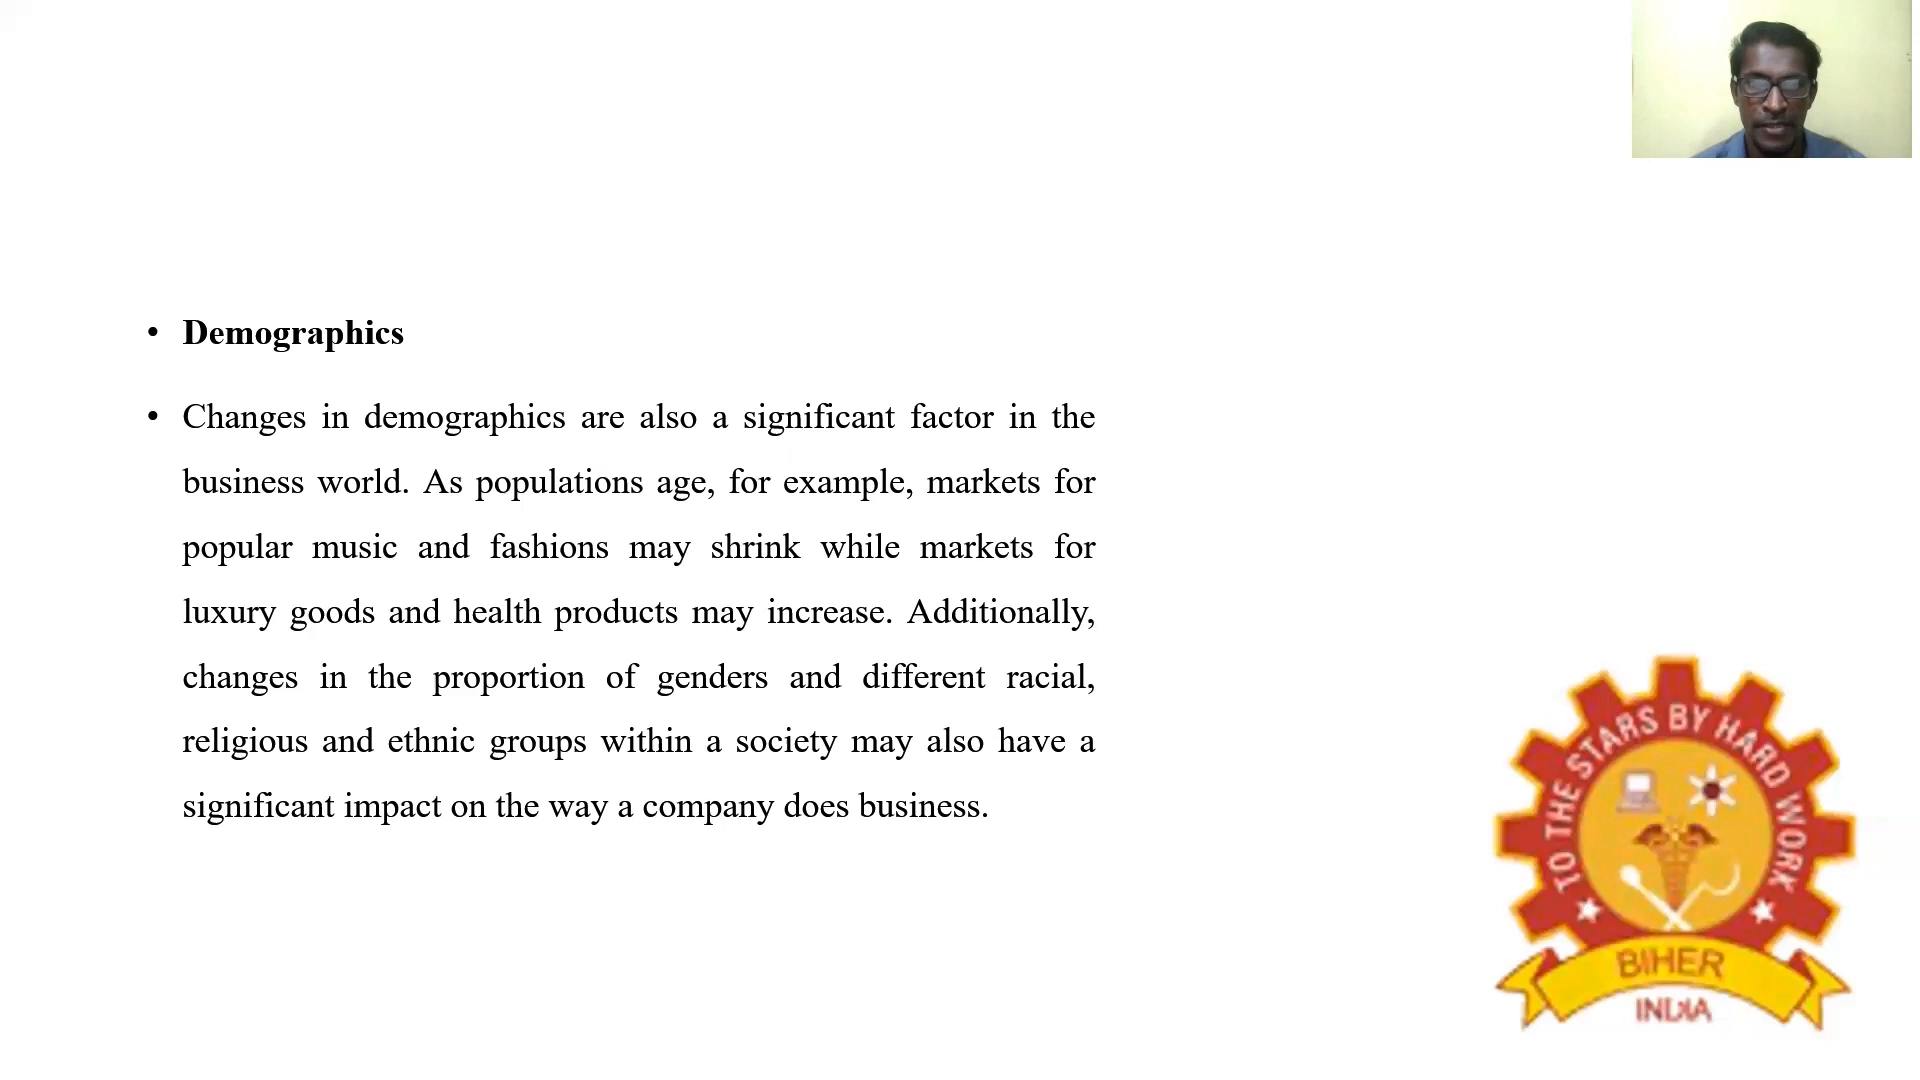 • Demographics
• Changes in demographics are also a significant factor in the
business world. As populations age, for example, markets for
popular music and fashions may shrink while markets for
luxury goods and health products may increase. Additionally,
changes in the proportion of genders and different racial,
religious and ethnic groups within a society may also have a
significant impact on the way a company does business.
TO THE STARS BY HARD WORK
BIHER
INDIA